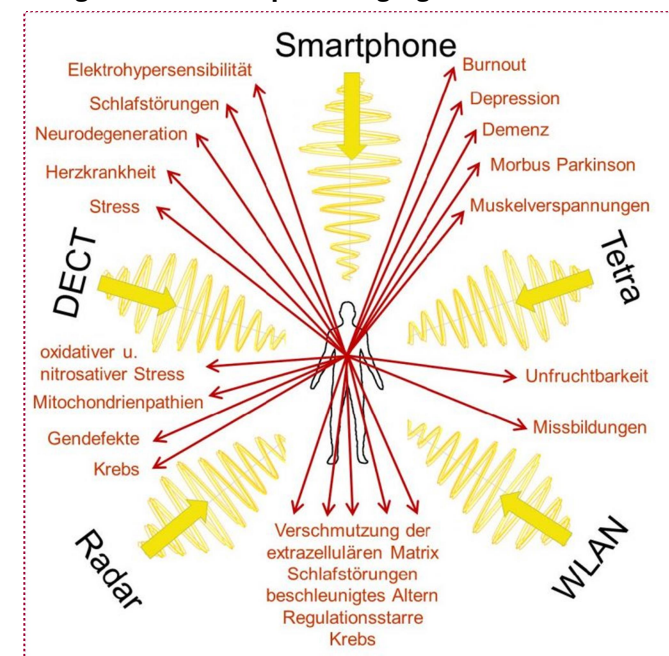 Smartphone
Elektrohypersensibilität
Schlafstörungen
Neurodegeneration
Herzkrankheit
Stress
Burnout
Depression
Demenz
Morbus Parkinson
Muskelverspannungen
DECT
Tetra
oxidativer u.
nitrosativer Stress
Mitochondrienpathien
Gendefekte
Krebs
Unfruchtbarkeit
Missbildungen
Radar
WLAN
Verschmutzung der
extrazellulären Matrix
Schlafstörungen
beschleunigtes Altern
Regulationsstarre
Krebs